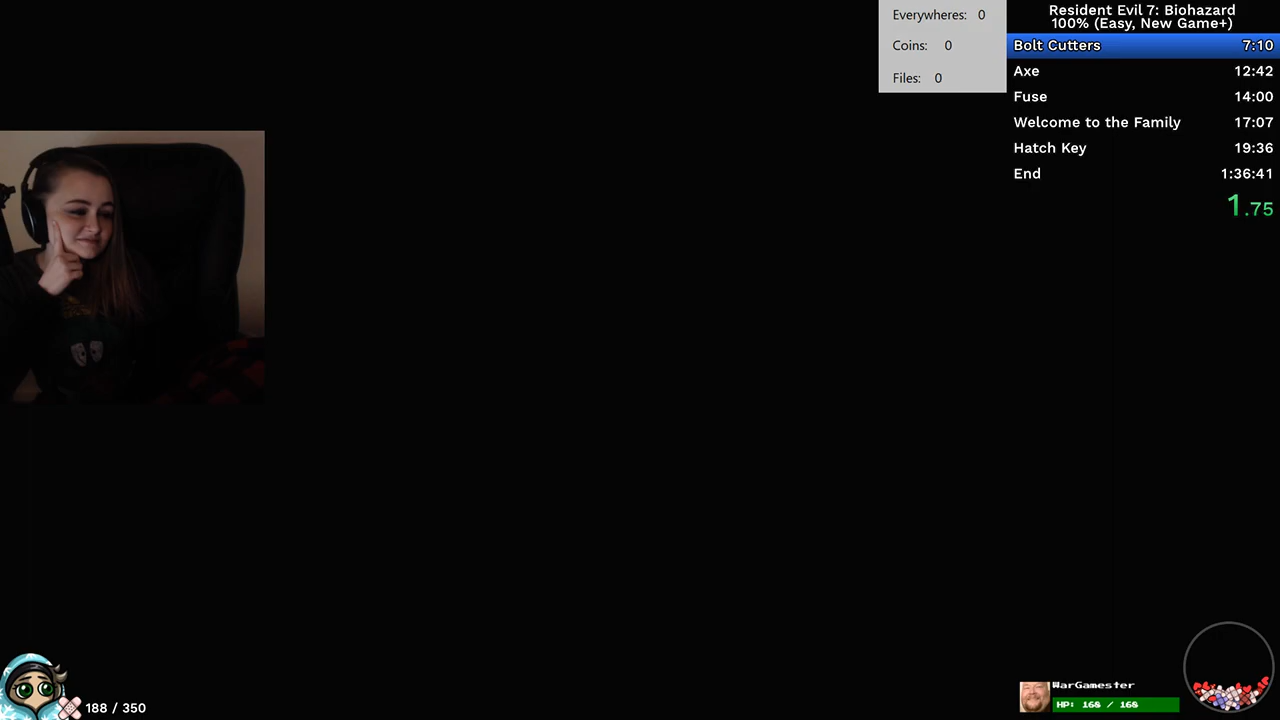 Everywheres: 0
Coins: 0
Files: 0
Resident Evil 7: Biohazard
100% (Easy, New Game+)
Bolt Cutters 7:10
Axe 12:42
Fuse 14:00
Welcome to the Family 17:07
Hatch Key 19:36
End 1:36:41
1.75
188 / 350
WarGamester
HP: 168 / 168